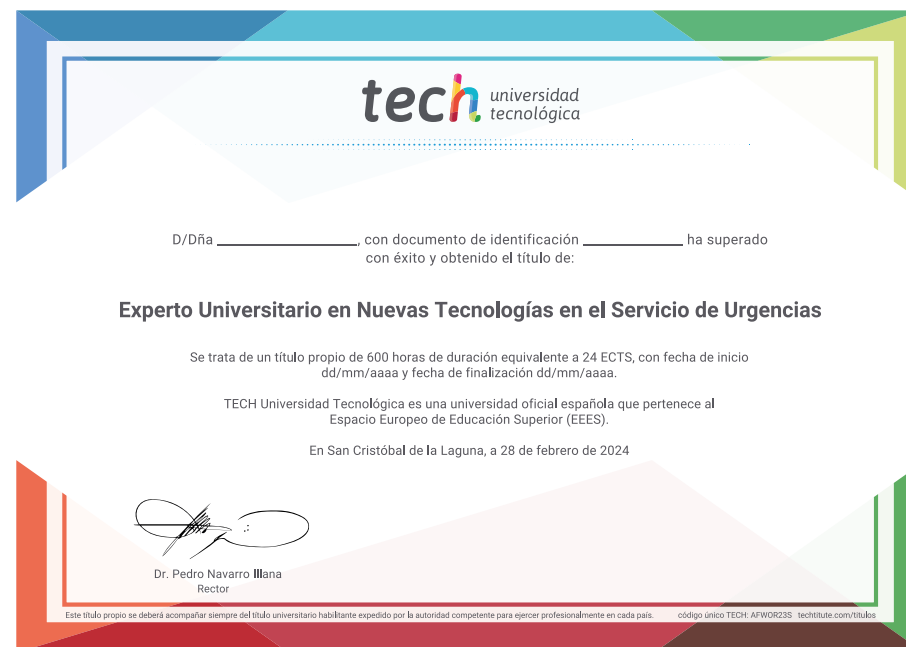 tech universidad
tecnológica
D/Dña ____________________, con documento de identificación ______________ ha superado
con éxito y obtenido el título de:
Experto Universitario en Nuevas Tecnologías en el Servicio de Urgencias
Se trata de un título propio de 600 horas de duración equivalente a 24 ECTS, con fecha de inicio
dd/mm/aaaa y fecha de finalización dd/mm/aaaa.
TECH Universidad Tecnológica es una universidad oficial española que pertenece al
Espacio Europeo de Educación Superior (EEES).
En San Cristóbal de la Laguna, a 28 de febrero de 2024
Dr. Pedro Navarro Illana
Rector
Este título propio se deberá acompañar siempre del título universitario habilitante expedido por la autoridad competente para ejercer profesionalmente en cada país. código único TECH: AFWOR23S techtitute.com/titulos